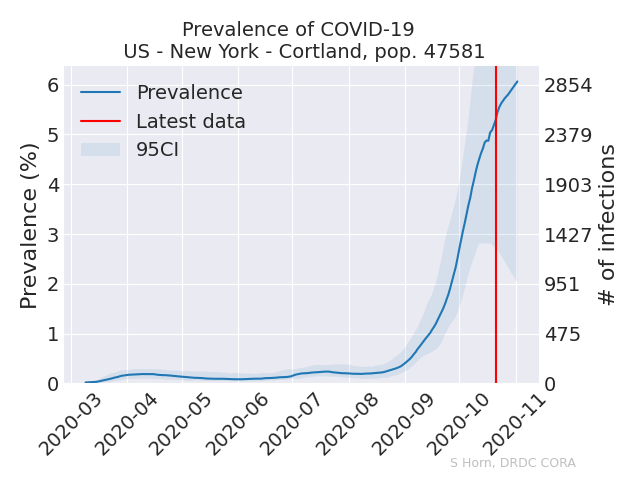 Prevalence of COVID-19
US - New York - Cortland, pop. 47581
Prevalence
Latest data
95CI
Prevalence (%)
6
5
4
3
2
1
0
2854
2379
1903
1427
951
475
0
# of infections
2020-03
2020-04
2020-05
2020-06
2020-07
2020-08
2020-09
2020-10
2020-11
S Horn, DRDC CORA